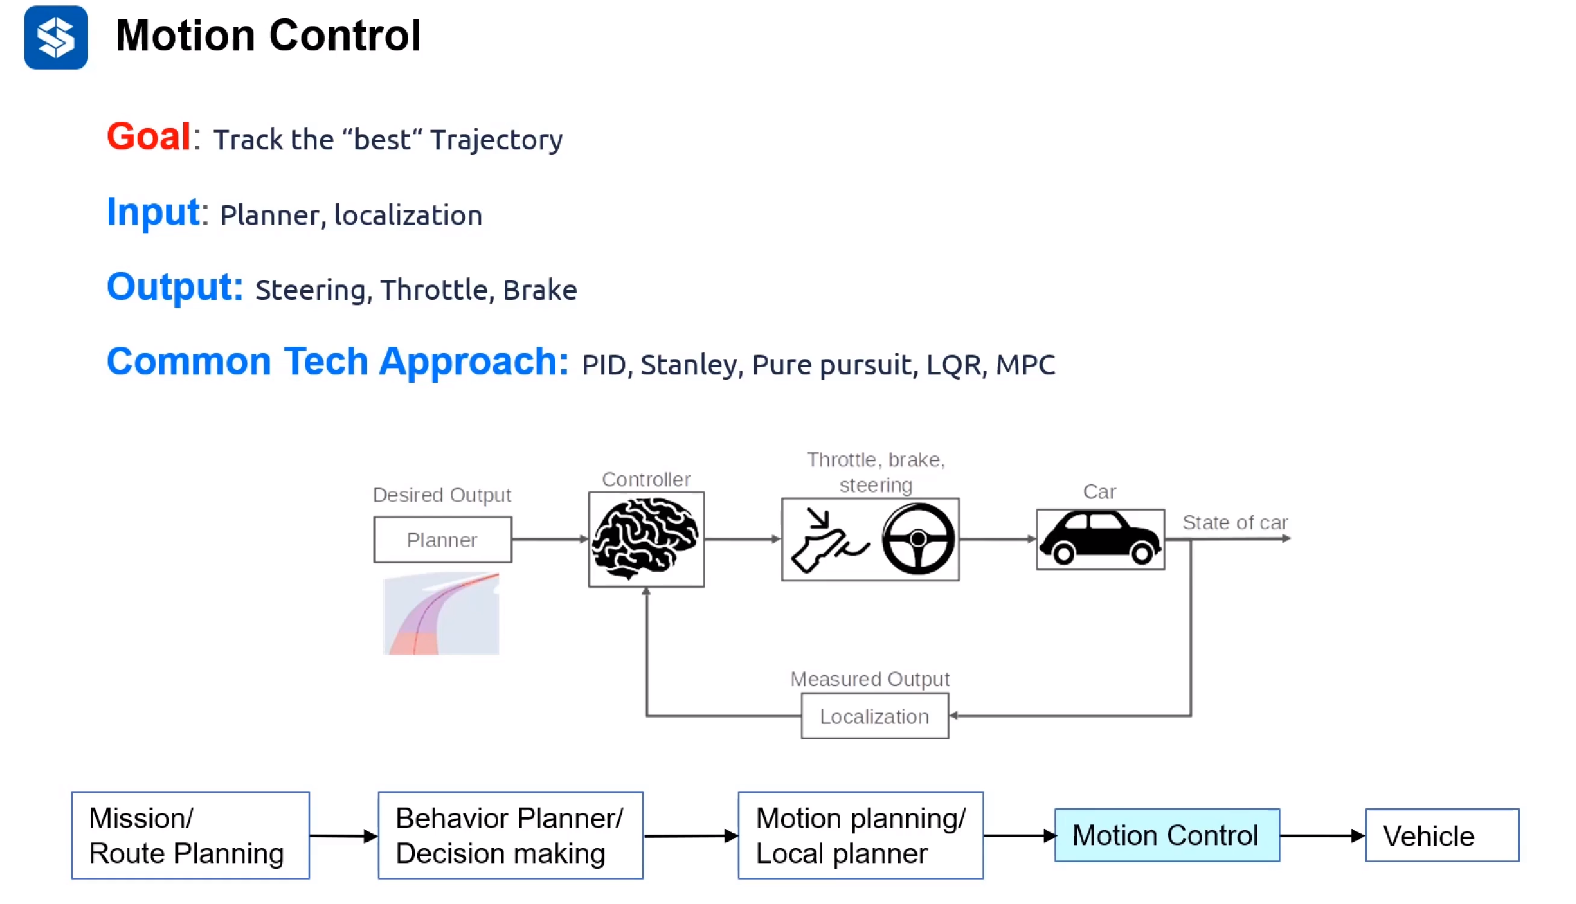 Motion Control
Goal: Track the “best“ Trajectory
Input: Planner, localization
Output: Steering, Throttle, Brake
Common Tech Approach: PID, Stanley, Pure pursuit, LQR, MPC
Desired Output
Planner
Controller
Throttle, brake,
steering
Car
State of car
Measured Output
Localization
Mission/
Route Planning
Behavior Planner/
Decision making
Motion planning/
Local planner
Motion Control
Vehicle